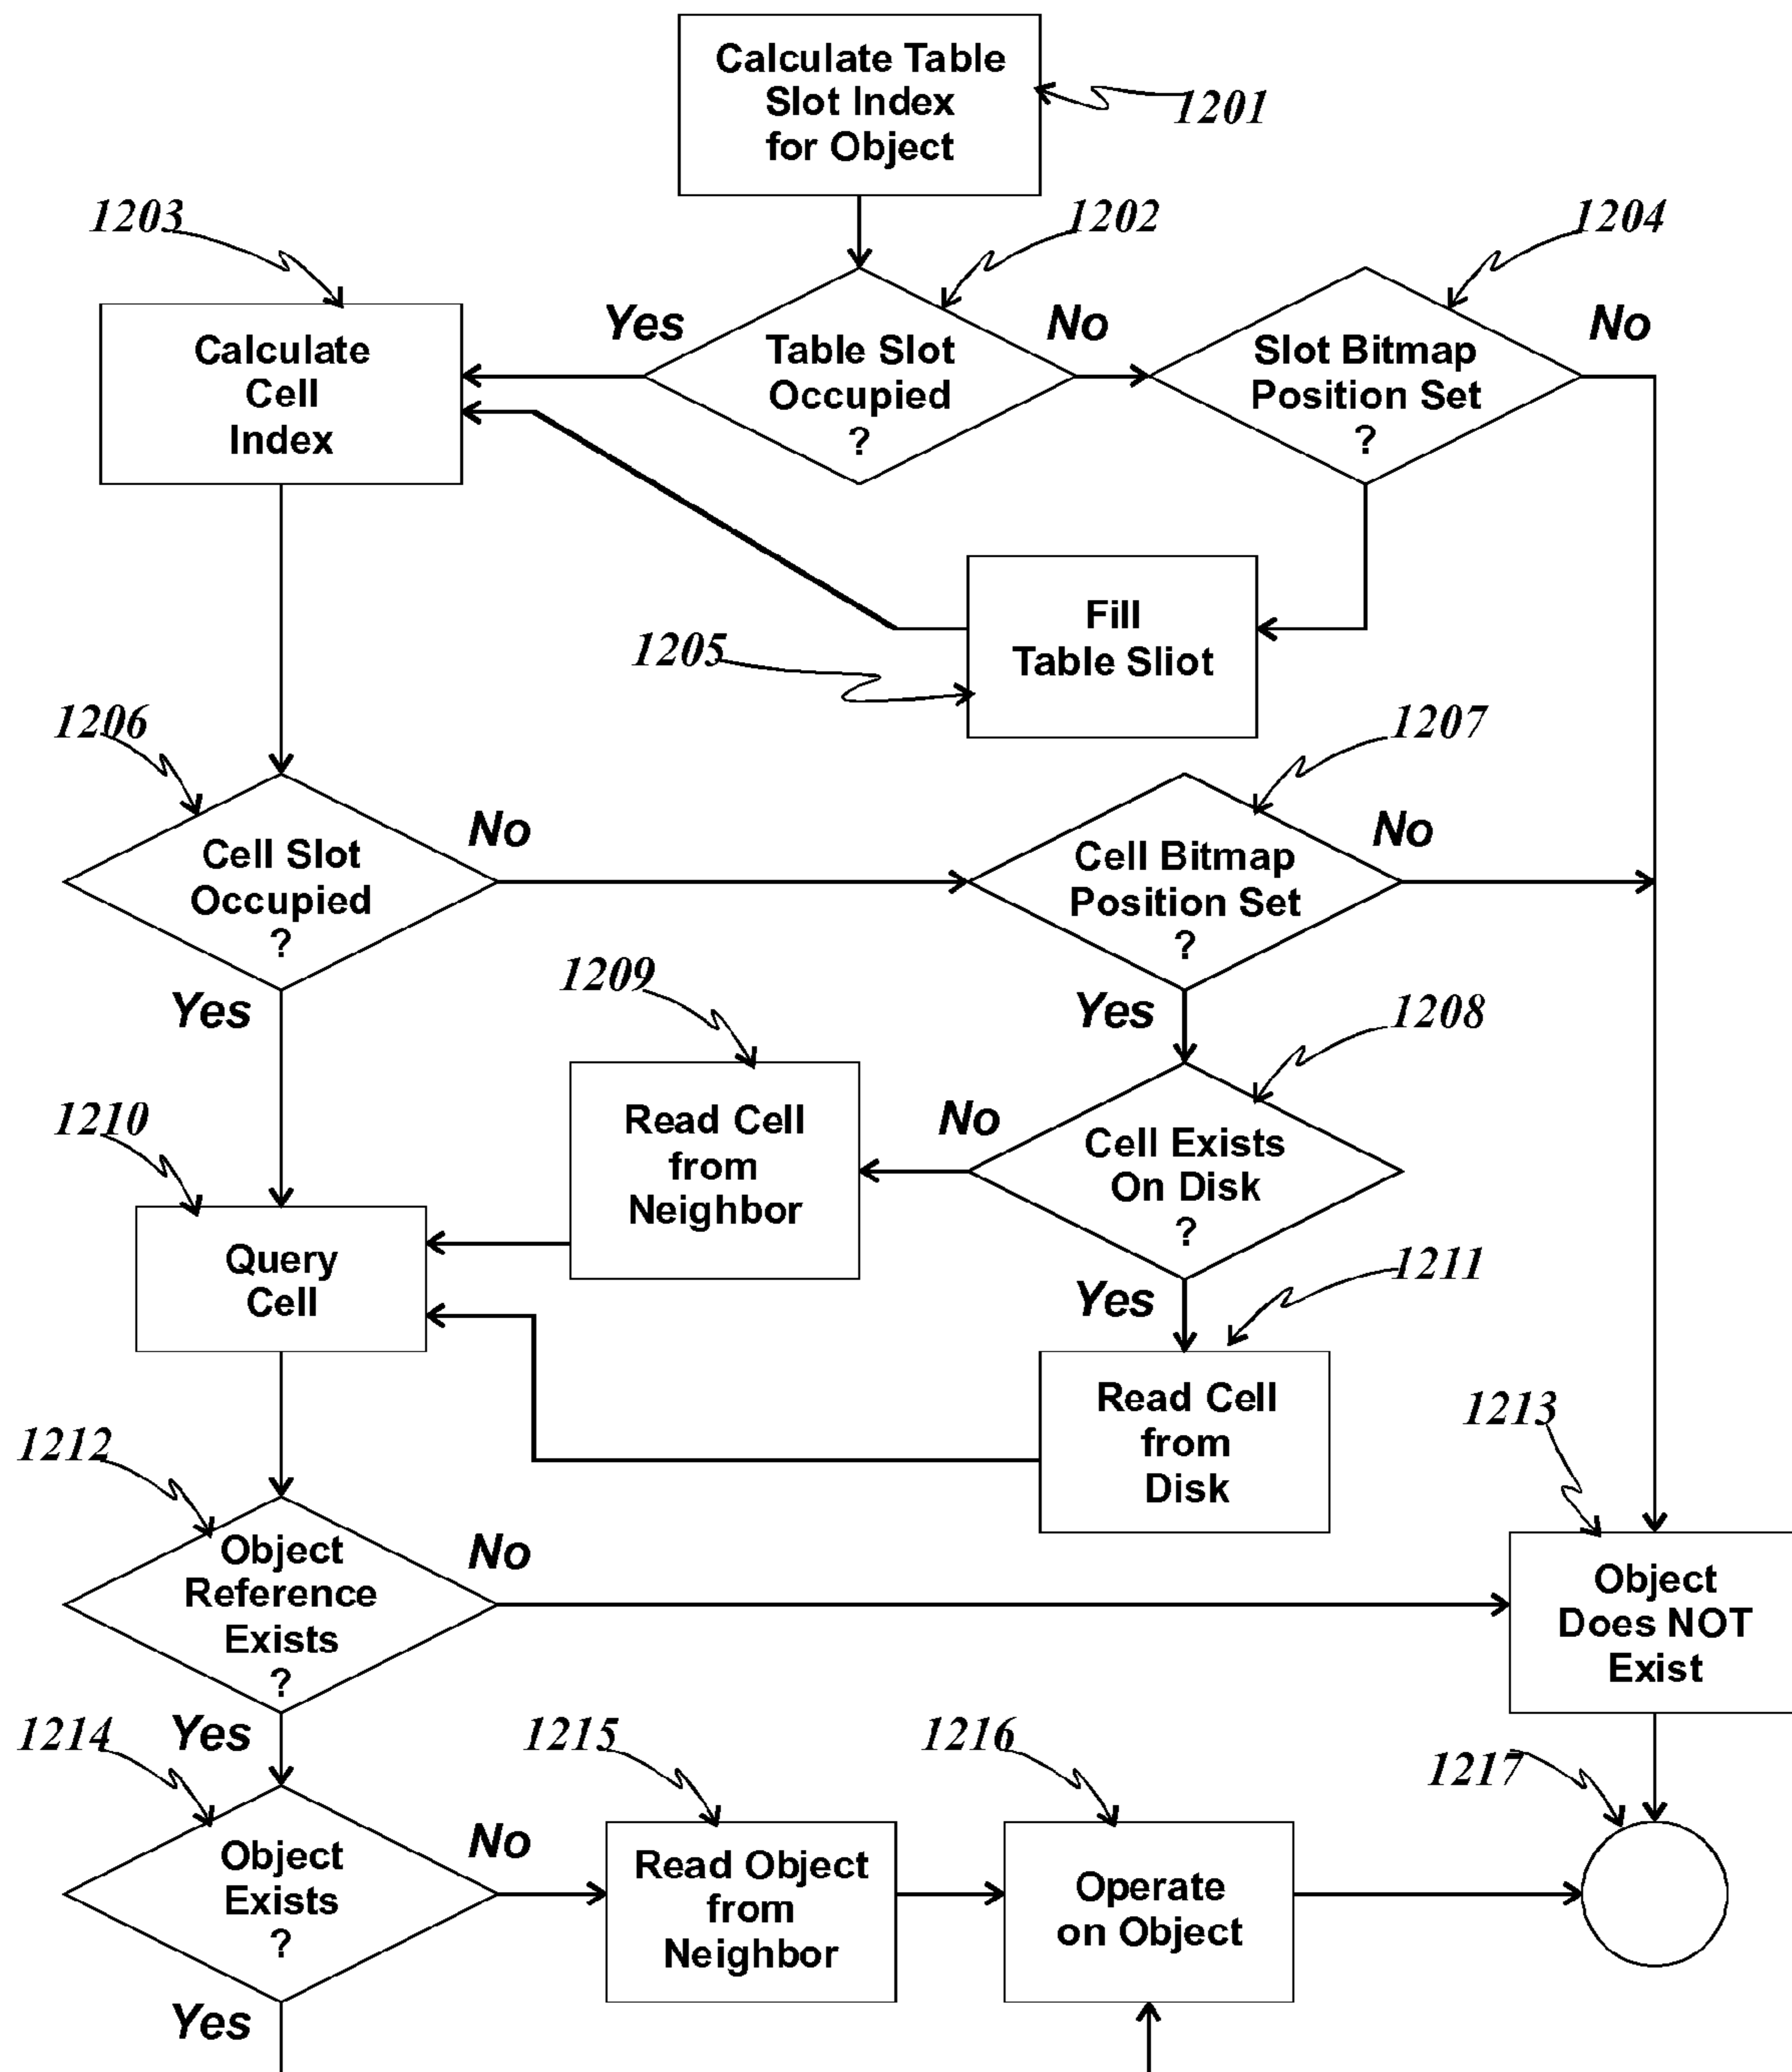 Calculate Table
Slot Index
for Object
1201
1203
1202
1204
Calculate
Cell
Index
Yes
Table Slot
Occupied
?
No
Slot Bitmap
Position Set
?
No
Fill
Table Sliot
1205
1206
1207
Cell Slot
Occupied
?
No
Cell Bitmap
Position Set
?
No
Yes
1209
Yes
1208
1210
Read Cell
from
Neighbor
No
Cell Exists
On Disk
?
Query
Cell
Yes
1211
Read Cell
from
Disk
1213
1212
Object
Reference
Exists
?
No
Object
Does NOT
Exist
Yes
1214
1215
1216
1217
Object
Exists
?
No
Read Object
from
Neighbor
Operate
on Object
Yes